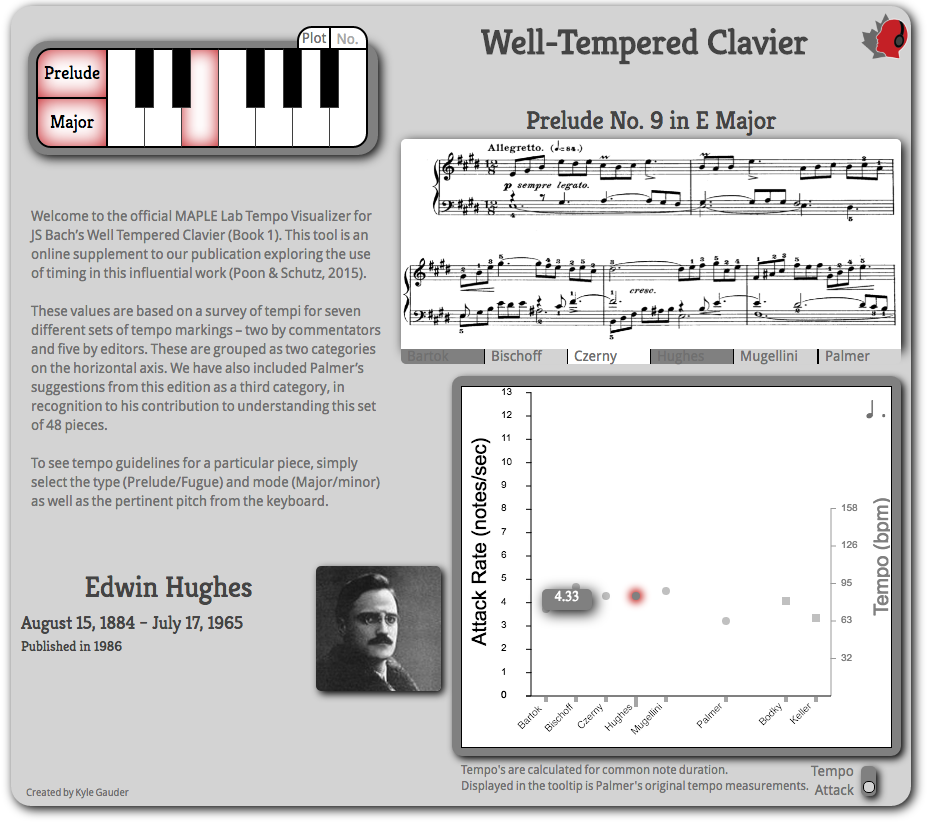 Plot No.
Well-Tempered Clavier
Prelude
Major
Prelude No. 9 in E Major
Allegretto. (♩.=84.)
p sempre legato.
cresc.
Welcome to the official MAPLE Lab Tempo Visualizer for
JS Bach's Well Tempered Clavier (Book 1). This tool is an
online supplement to our publication exploring the use
of timing in this influential work (Poon & Schutz, 2015).
These values are based on a survey of tempi for seven
different sets of tempo markings – two by commentators
and five by editors. These are grouped as two categories
on the horizontal axis. We have also included Palmer's
suggestions from this edition as a third category, in
recognition to his contribution to understanding this set
of 48 pieces.
To see tempo guidelines for a particular piece, simply
select the type (Prelude/Fugue) and mode (Major/minor)
as well as the pertinent pitch from the keyboard.
Bartok Bischoff Czerny Hughes Mugellini Palmer
Attack Rate (notes/sec)
13
12
11
10
9
8
7
6
5
4
3
2
1
0
4.33
158
126
95
63
32
Tempo (bpm)
Bartok Bischoff Czerny Hughes Mugellini Palmer Bodky Keller
Edwin Hughes
August 15, 1884 – July 17, 1965
Published in 1986
Tempo's are calculated for common note duration.
Displayed in the tooltip is Palmer's original tempo measurements.
Tempo
Attack
Created by Kyle Gauder